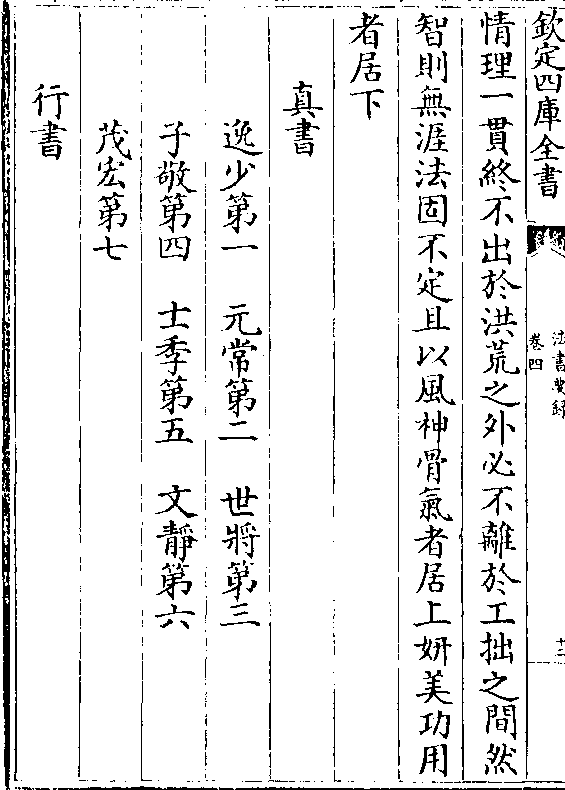 欽定四庫全書
法書要録
卷四
十二
情理一貫終不出於洪荒之外必不離於工拙之間然
智則無涯法固不定且以風神骨氣者居上妍美功用
者居下
真書
逸少第一 元常第二 世將第三
子敬第四 士季第五 文靜第六
茂宏第七
行書